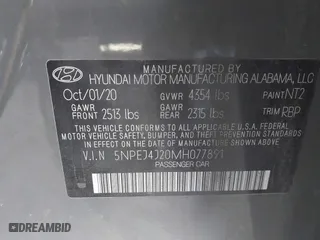 MANUFACTURED BY
HYUNDAI MOTOR MANUFACTURING ALABAMA, LLC
Oct/01/20 GVWR 4354 lbs PAINT NT2
GAWR FRONT 2513 lbs GAWR REAR 2315 lbs TRIM RBP
THIS VEHICLE CONFORMS TO ALL APPLICABLE U.S. FEDERAL
MOTOR VEHICLE SAFETY, BUMPER, AND THEFT PREVENTION
STANDARDS IN EFFECT ON THE DATE OF MANUFACTURE SHOWN ABOVE.
V.I.N 5NPEJ4J20MH077891
PASSENGER CAR
DREAMBID
dreambid.com